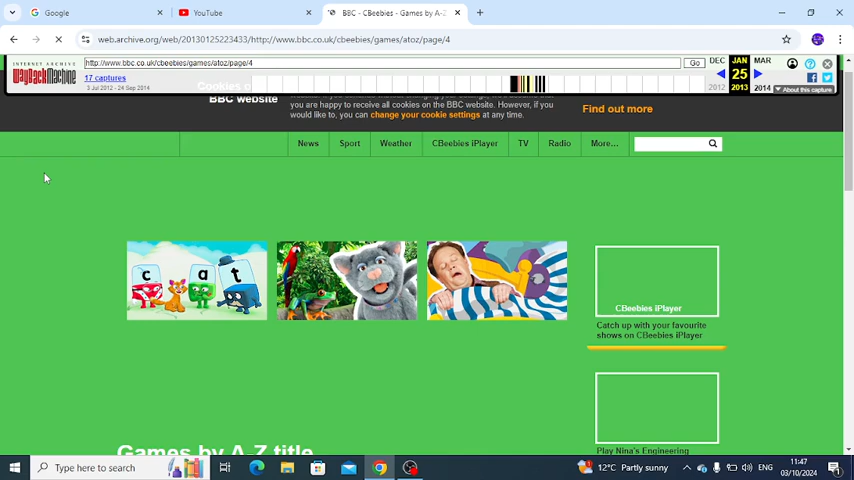 Google
YouTube
BBC - CBeebies - Games by A-Z
web.archive.org/web/20130125223433/http://www.bbc.co.uk/cbeebies/games/atoz/page/4
INTERNET ARCHIVE
WayBackMachine
http://www.bbc.co.uk/cbeebies/games/atoz/page/4
Go
DEC
JAN
MAR
17 captures
3 Jul 2012 - 24 Sep 2014
25
2012
2013
2014
About this capture
Cookies o
BBC website
you are happy to receive all cookies on the BBC website. However, if you
would like to, you can change your cookie settings at any time.
Find out more
News
Sport
Weather
CBeebies iPlayer
TV
Radio
More...
c a t
CBeebies iPlayer
Catch up with your favourite
shows on CBeebies iPlayer
Play Nina's Engineering
Games by A-Z title
Type here to search
12°C Partly sunny
ENG
11:47
03/10/2024